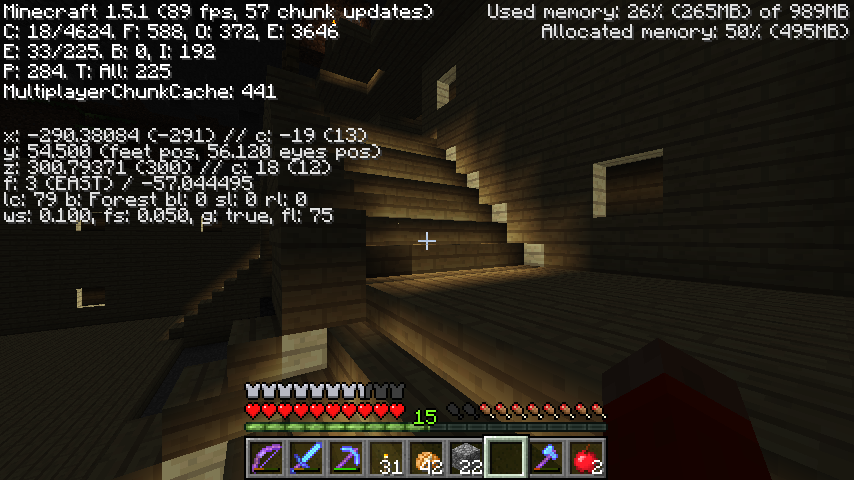 Minecraft 1.5.1 (89 fps, 57 chunk updates)
Used memory: 26% (265MB) of 989MB
C: 18/4624. F: 588, O: 372, E: 3646
Allocated memory: 50% (495MB)
E: 33/225. B: 0, I: 192
P: 284. T: All: 225
MultiplayerChunkCache: 441
x: -290.38084 (-291) // c: -19 (13)
y: 54.500 (feet pos, 56.120 eyes pos)
z: 300.79371 (300) // c: 18 (12)
f: 3 (EAST) / -57.044495
lc: 79 b: Forest bl: 0 sl: 0 rl: 0
ws: 0.100, fs: 0.050, g: true, fl: 75
15
31 42 22 2